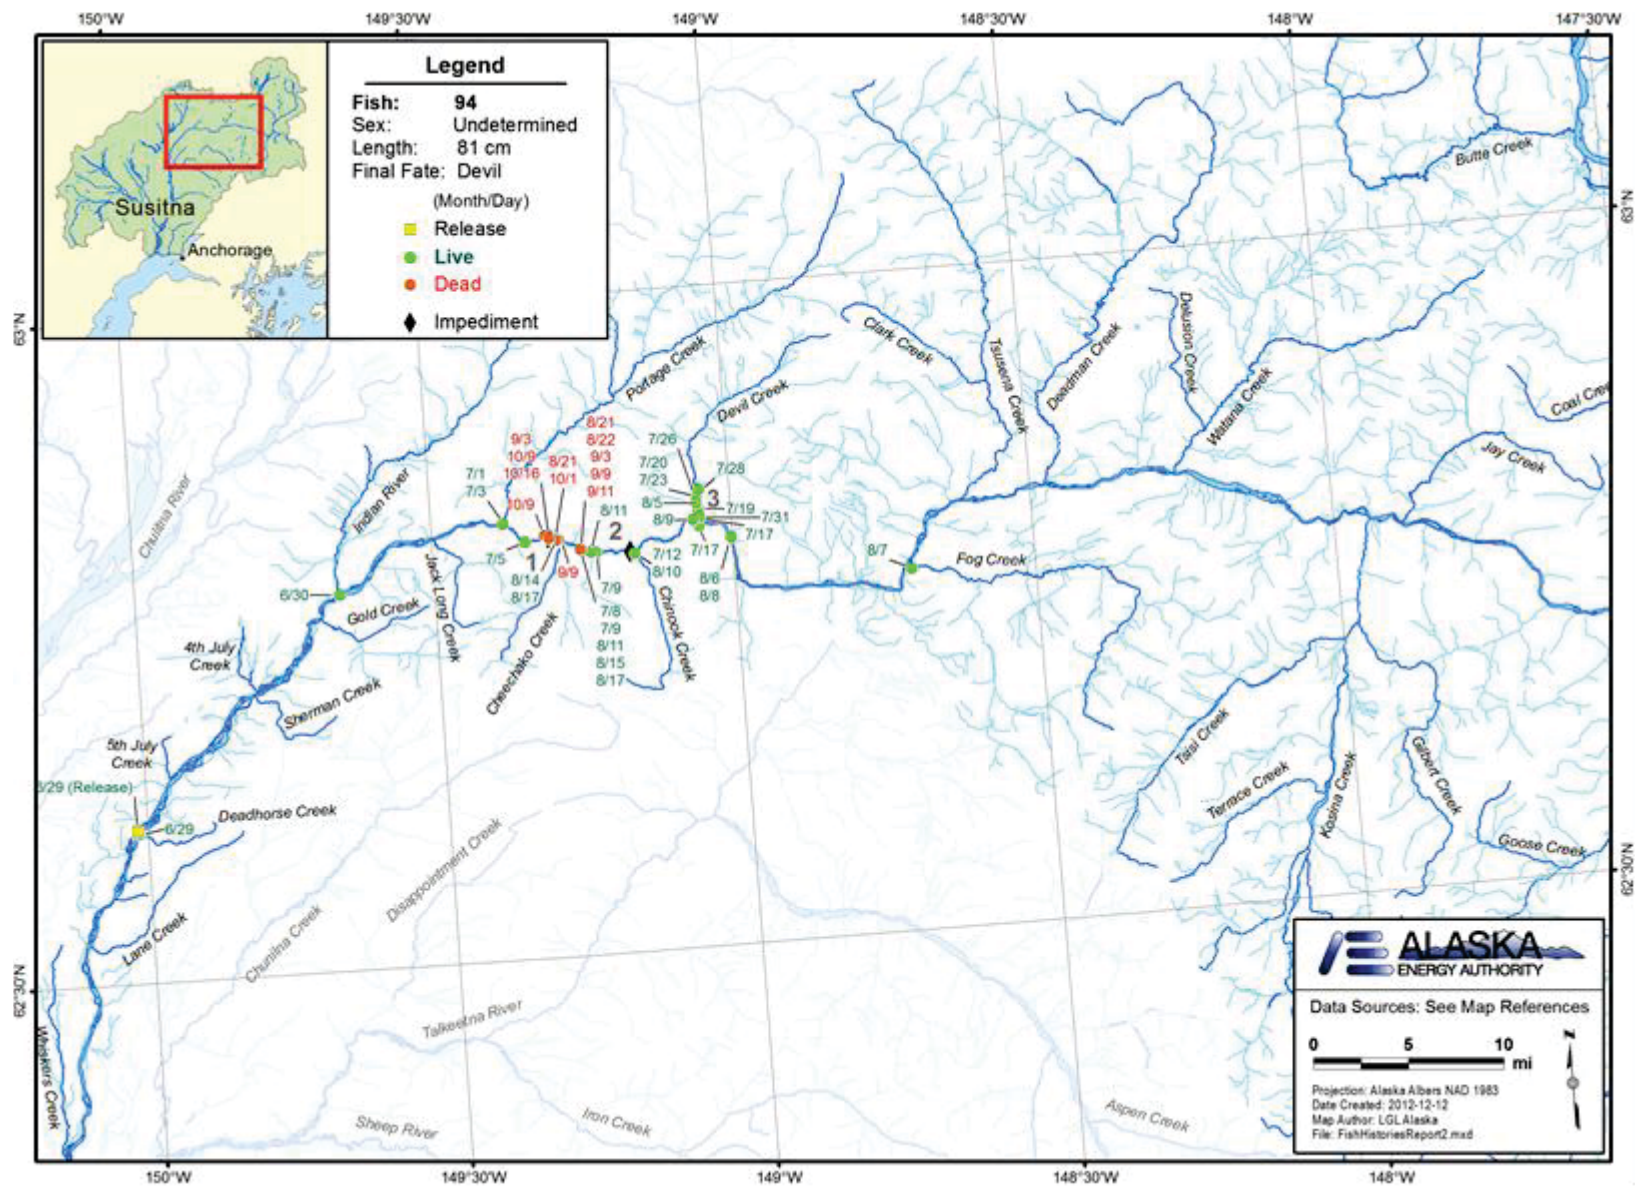 150°W
149°30'W
149°W
148°30'W
148°W
147°30'W
Susitna
Anchorage
Legend
Fish: 94
Sex: Undetermined
Length: 81 cm
Final Fate: Devil
(Month/Day)
Release
Live
Dead
Impediment
63°N
63°N
Butte Creek
Portage Creek
Clark Creek
Devil Creek
Tsusena Creek
Deadman Creek
Delusion Creek
Watana Creek
Coal Cree
Jay Creek
Chulitna River
Indian River
7/1
7/3
9/3
10/9
10/16
10/9
8/21
10/1
8/21
8/22
9/3
9/9
9/11
8/11
7/26
7/20
7/23
8/5
8/9
7/28
3
7/19
7/31
7/17
7/17
7/5
1
2
7/12
8/10
8/14
8/17
9/9
7/9
7/8
7/9
8/11
8/15
8/17
8/6
8/8
8/7
Fog Creek
6/30
Gold Creek
Jack Long Creek
Cheechako Creek
Chinook Creek
4th July
Creek
Sherman Creek
5th July
Creek
/29 (Release)
6/29
Deadhorse Creek
Lane Creek
Chunilna Creek
Disappointment Creek
Tsisi Creek
Terrace Creek
Kosina Creek
Gilbert Creek
Goose Creek
62°30'N
62°30'N
Whiskers Creek
Talkeetna River
Sheep River
Iron Creek
Aspen Creek
ALASKA
ENERGY AUTHORITY
Data Sources: See Map References
0 5 10
mi
N
Projection: Alaska Albers NAD 1983
Date Created: 2012-12-12
Map Author: LGL Alaska
File: FishHistoriesReport2.mxd
150°W
149°30'W
149°W
148°30'W
148°W